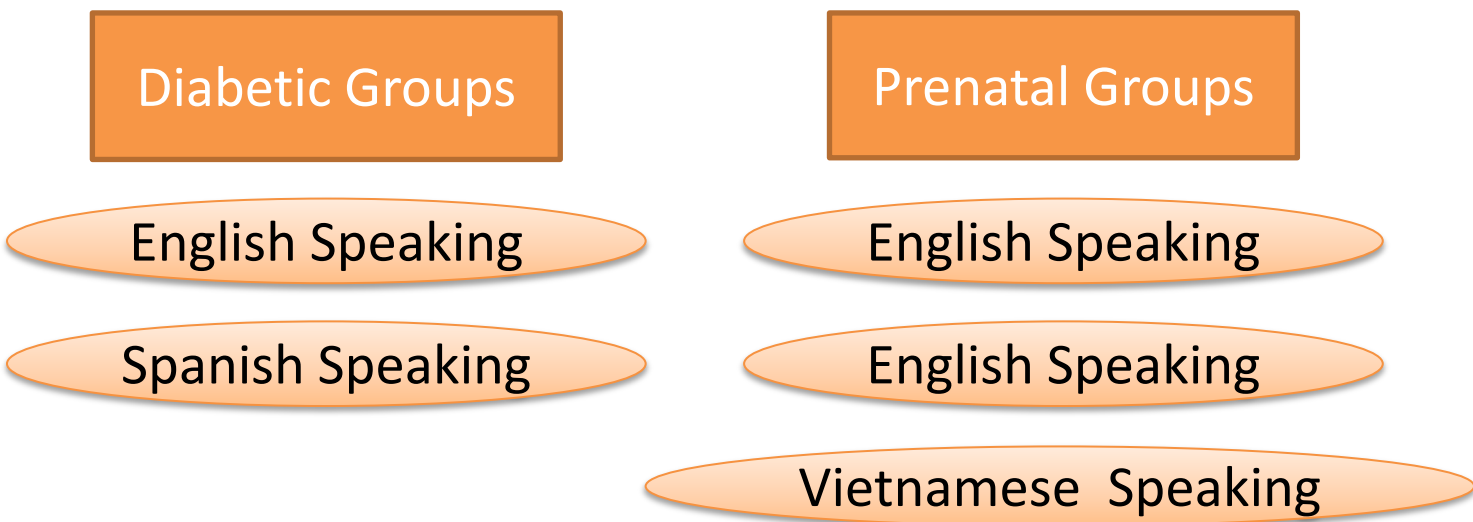 Diabetic Groups
English Speaking
Spanish Speaking
Prenatal Groups
English Speaking
English Speaking
Vietnamese  Speaking